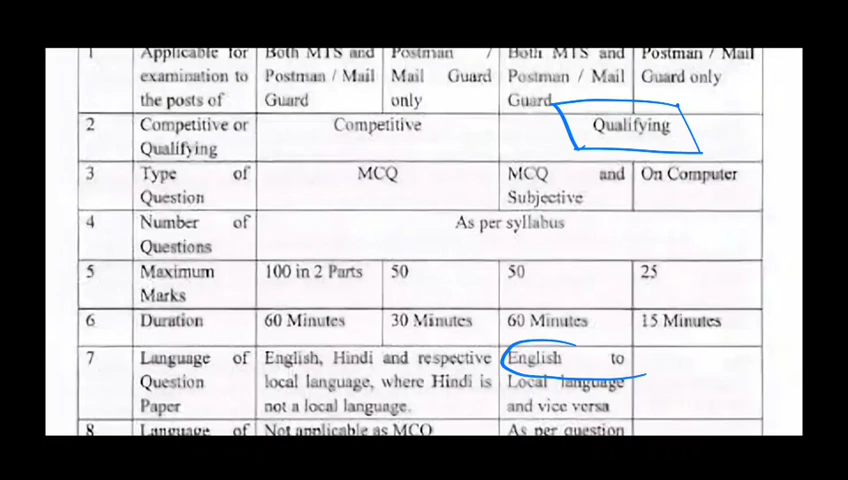 1 Applicable for Both MTS and Postman / Both MTS and Postman / Mail
examination to Postman / Mail Mail Guard Postman / Mail Guard only
the posts of Guard only Guard
2 Competitive or Competitive Qualifying
Qualifying
3 Type of MCQ MCQ and On Computer
Question Subjective
4 Number of As per syllabus
Questions
5 Maximum 100 in 2 Parts 50 50 25
Marks
6 Duration 60 Minutes 30 Minutes 60 Minutes 15 Minutes
7 Language of English, Hindi and respective English to
Question local language, where Hindi is Local language
Paper not a local language. and vice versa
8 Language of Not applicable as MCQ As per question